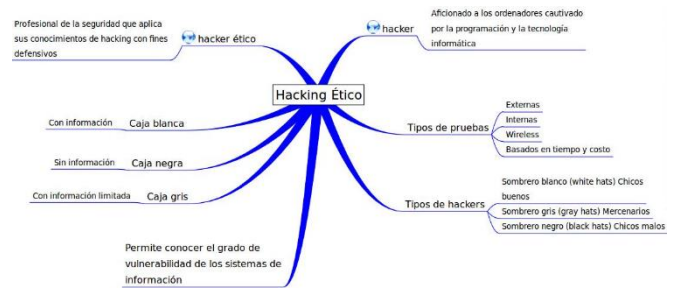 Hacking Ético
Profesional de la seguridad que aplica
sus conocimientos de hacking con fines
defensivos
hacker ético
Con información
Caja blanca
Sin información
Caja negra
Con información limitada
Caja gris
Permite conocer el grado de
vulnerabilidad de los sistemas de
información
hacker
Aficionado a los ordenadores cautivado
por la programación y la tecnología
informática
Tipos de pruebas
Externas
Internas
Wireless
Basados en tiempo y costo
Tipos de hackers
Sombrero blanco (white hats) Chicos
buenos
Sombrero gris (gray hats) Mercenarios
Sombrero negro (black hats) Chicos malos